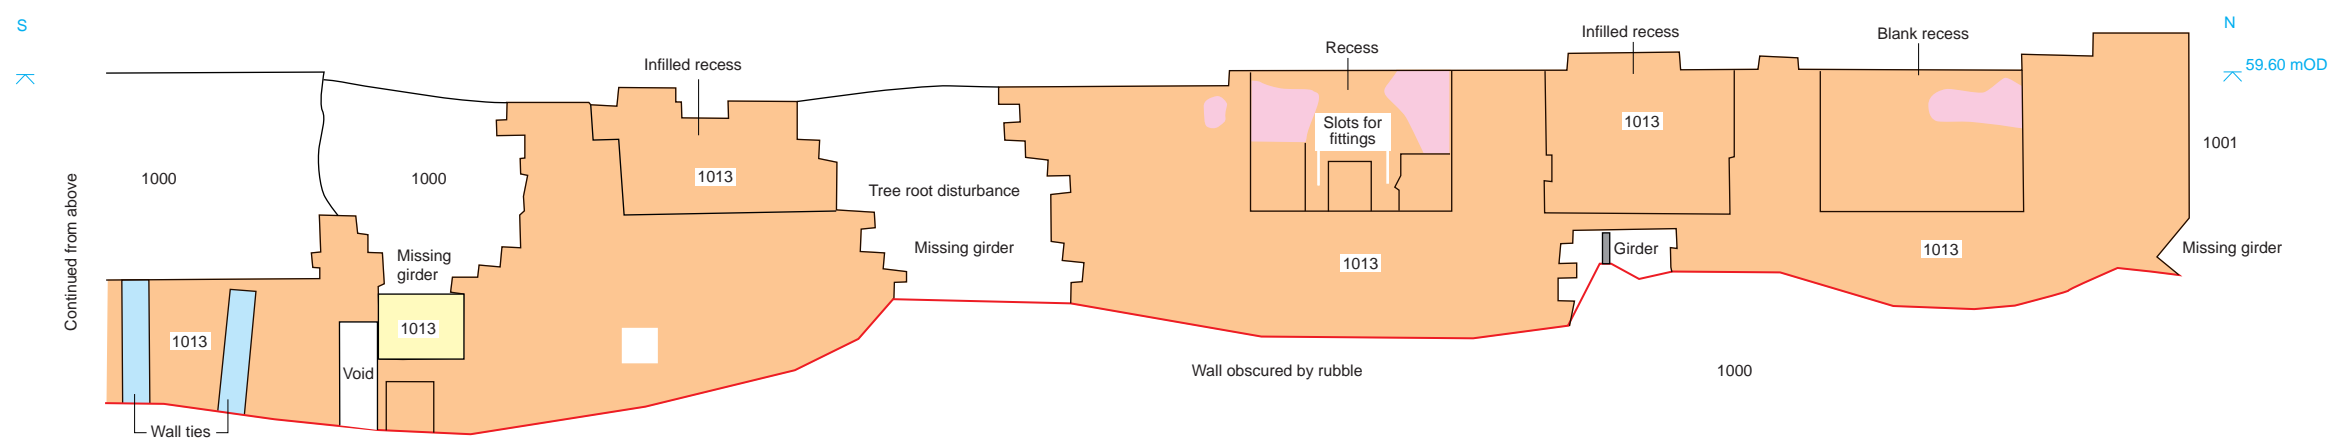 S
N
Infilled recess
Recess
Infilled recess
Blank recess
59.60 mOD
Continued from above
1000
1000
1013
Tree root disturbance
Missing girder
Slots for
fittings
1013
1001
Missing
girder
1013
Girder
1013
Missing girder
1013
1013
Void
Wall ties
Wall obscured by rubble
1000